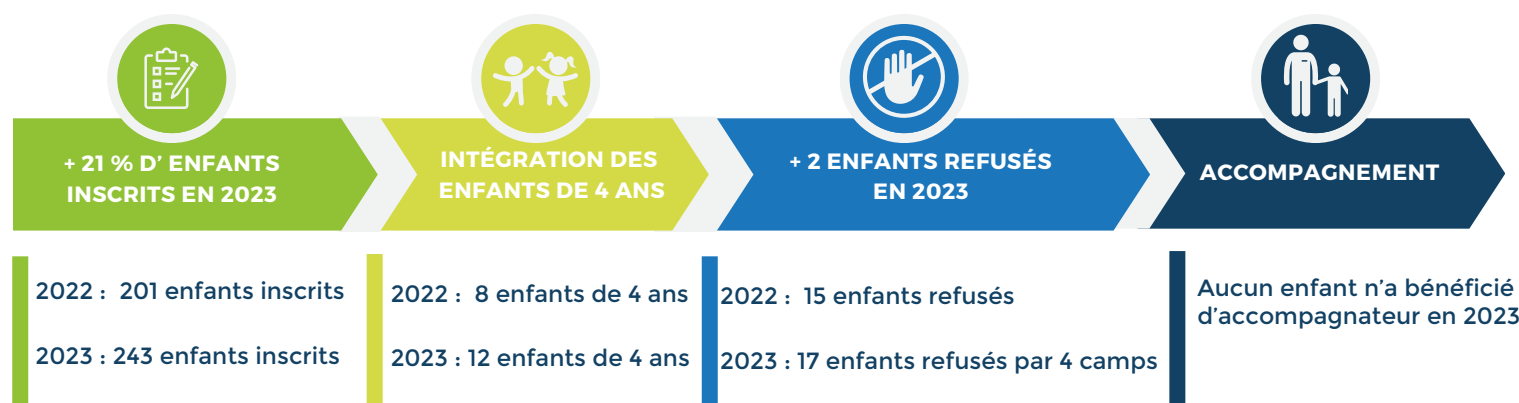 + 21 % D' ENFANTS
INSCRITS EN 2023
2022 :  201 enfants inscrits
2023 : 243 enfants inscrits
INTÉGRATION DES
ENFANTS DE 4 ANS
2022 :  8 enfants de 4 ans
2023 : 12 enfants de 4 ans
+ 2 ENFANTS REFUSÉS
EN 2023
2022 :  15 enfants refusés
2023 : 17 enfants refusés par 4 camps
ACCOMPAGNEMENT
Aucun enfant n'a bénéficié
d'accompagnateur en 2023